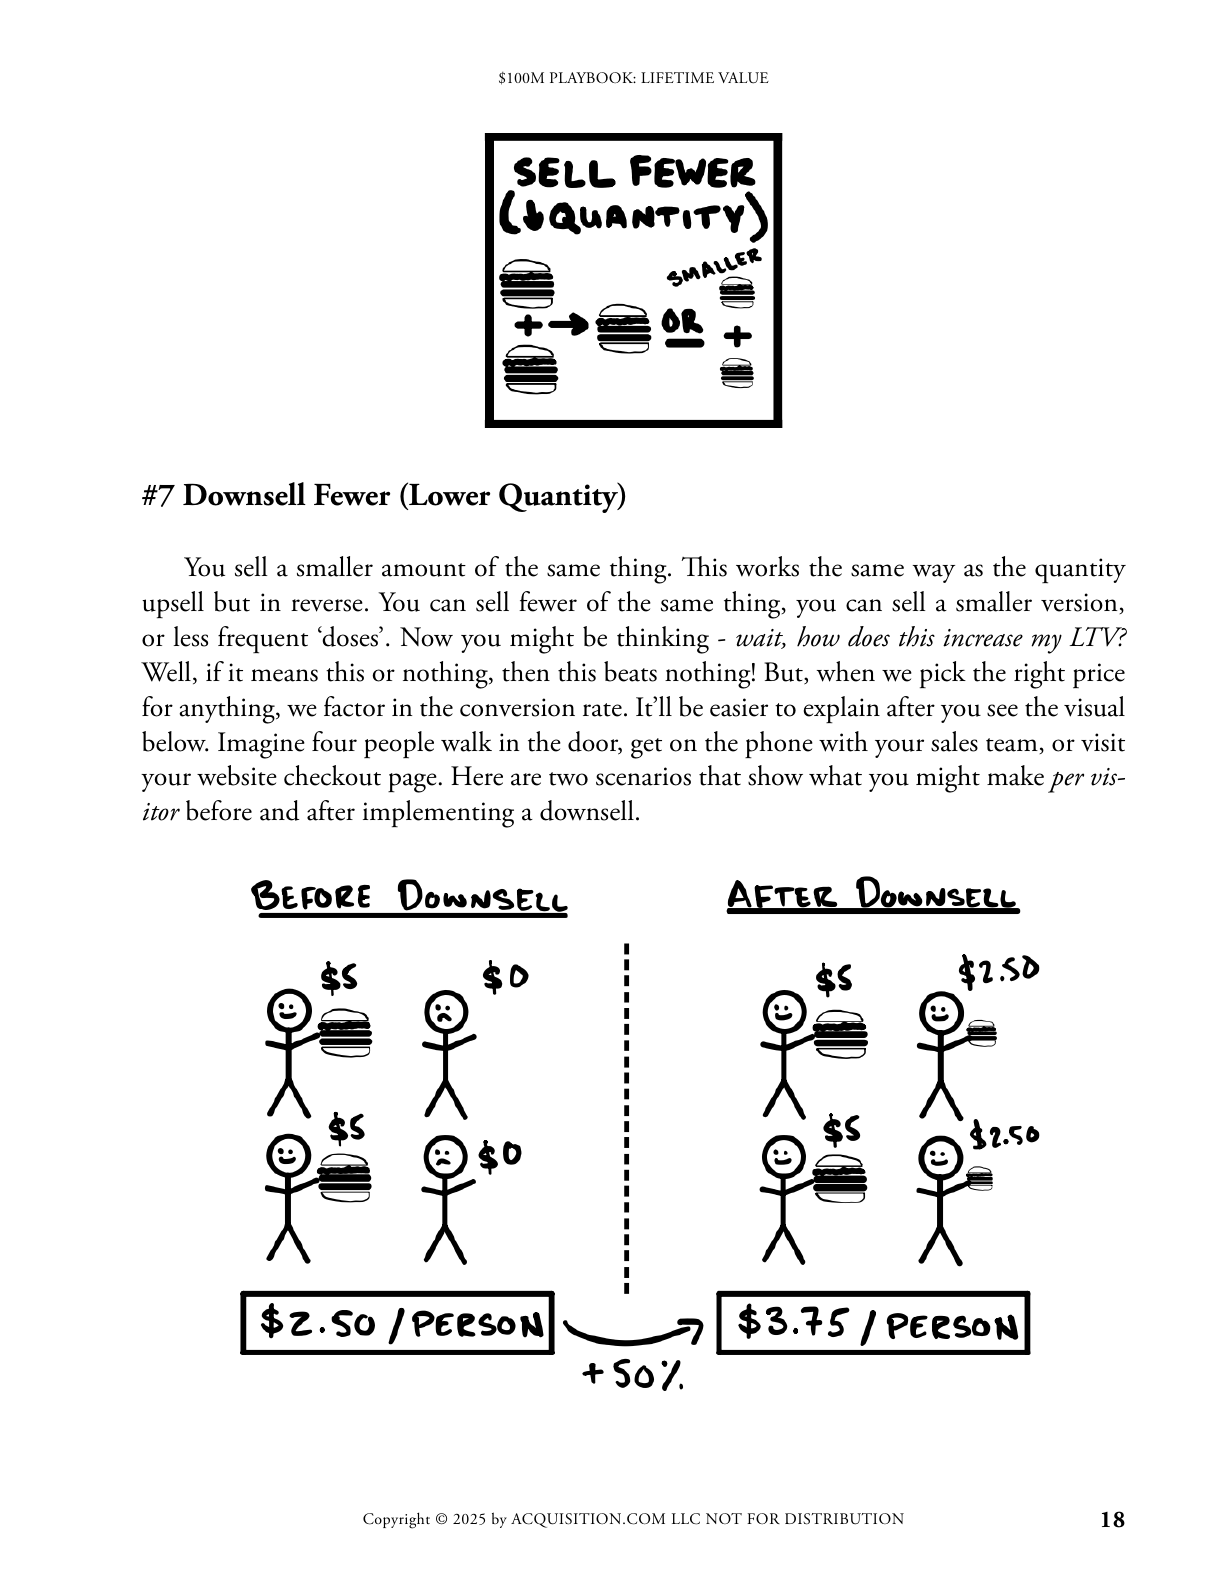 $100M PLAYBOOK: LIFETIME VALUE
SELL FEWER
(↓QUANTITY)
SMALLER
+ → OR +
#7 Downsell Fewer (Lower Quantity)
You sell a smaller amount of the same thing. This works the same way as the quantity
upsell but in reverse. You can sell fewer of the same thing, you can sell a smaller version,
or less frequent ‘doses’. Now you might be thinking - wait, how does this increase my LTV?
Well, if it means this or nothing, then this beats nothing! But, when we pick the right price
for anything, we factor in the conversion rate. It’ll be easier to explain after you see the visual
below. Imagine four people walk in the door, get on the phone with your sales team, or visit
your website checkout page. Here are two scenarios that show what you might make per vis-
itor before and after implementing a downsell.
BEFORE DOWNSELL
$5 $0
$5 $0
$2.50 / PERSON
+50%
AFTER DOWNSELL
$5 $2.50
$5 $2.50
$3.75 / PERSON
Copyright © 2025 by ACQUISITION.COM LLC NOT FOR DISTRIBUTION
18